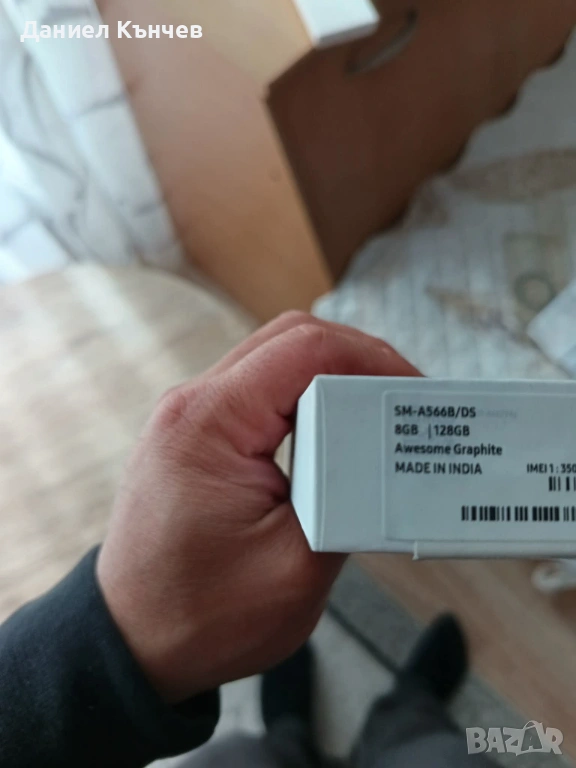 Даниел Кънчев
SM-A566B/DS
8GB | 128GB
Awesome Graphite
MADE IN INDIA IMEI 1 : 350
BAZAR